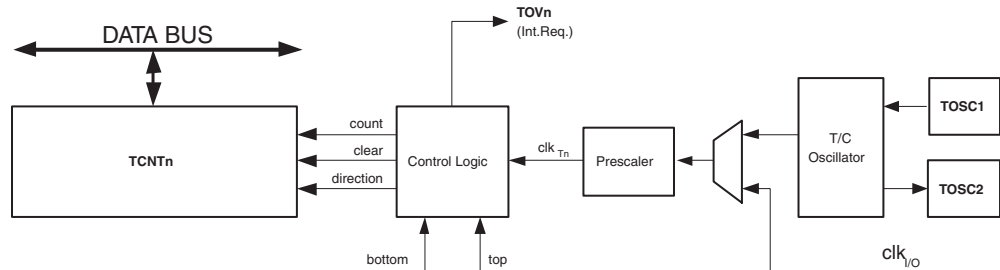 TOVn
(Int.Req.)
DATA BUS
TOSC1
count
T/C
Oscillator
TCNTn
clear
Control Logic
clk Tn
Prescaler
direction
TOSC2
bottom
top
clk I/O